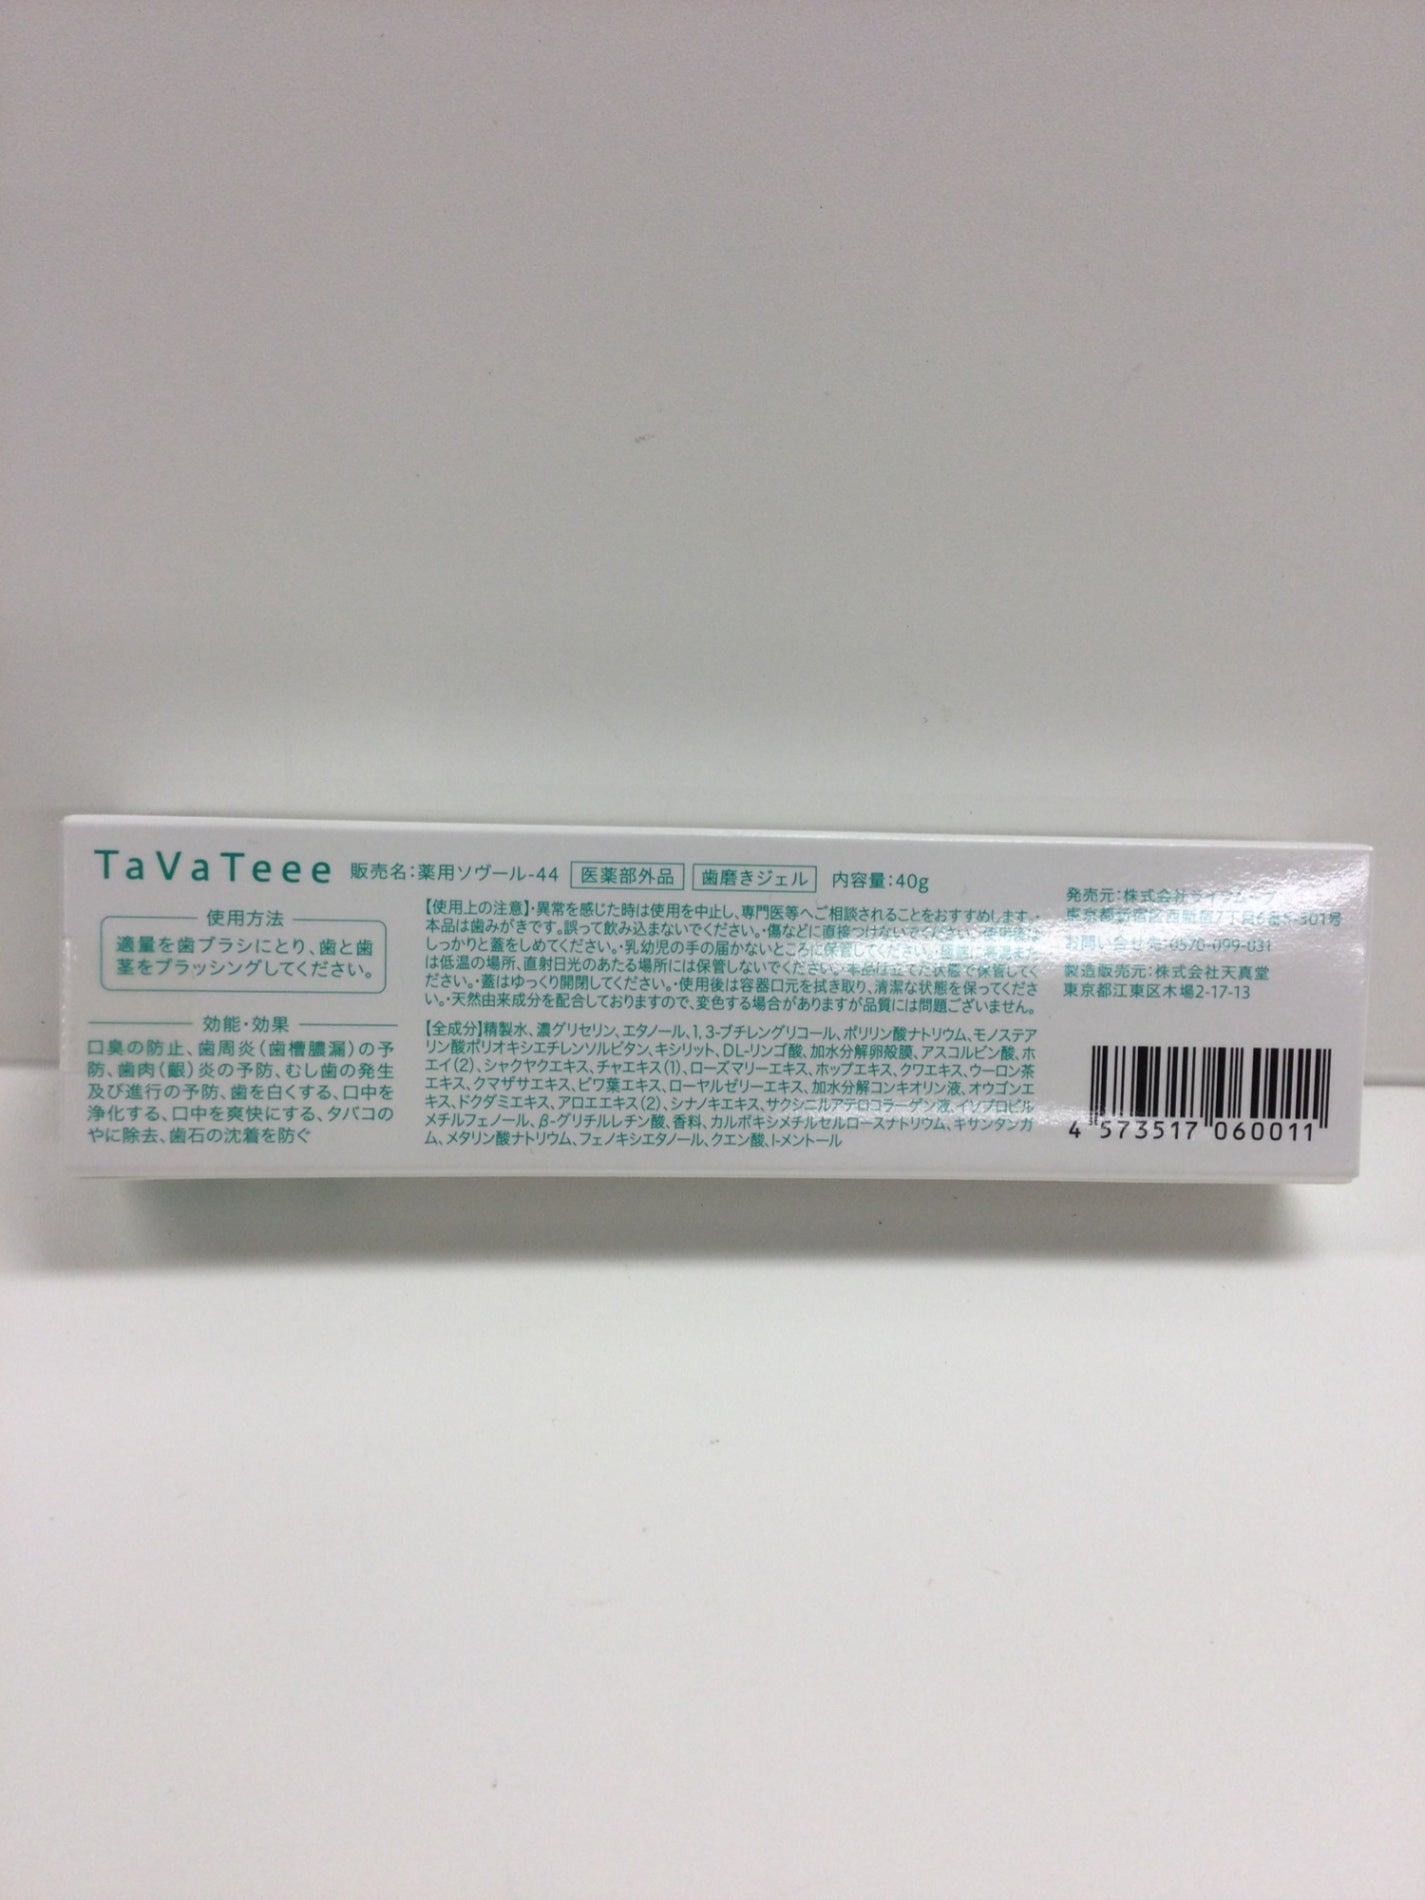 TaVaTeee 販売名:薬用ソヴール-44 医薬部外品 歯磨きジェル 内容量:40g
使用方法
適量を歯ブラシにとり、歯と歯
茎をブラッシングしてください。
効能・効果
口臭の防止、歯周炎(歯槽膿漏)の予
防、歯肉(齦)炎の予防、むし歯の発生
及び進行の予防、歯を白くする、口中を
浄化する、口中を爽快にする、タバコの
やに除去、歯石の沈着を防ぐ
【使用上の注意】・異常を感じた時は使用を中止し、専門医等へご相談されることをおすすめします。・
本品は歯みがきです。誤って飲み込まないでください。・傷などに直接つけないでください。使用後は
しっかりと蓋をしめてください。・乳幼児の手の届かないところに保管してください。
は低温の場所、直射日光のあたる場所には保管しないでください。・本品は立てた状態で保管してく
ださい。・蓋はゆっくり開閉してください。・使用後は容器口元を拭き取り、清潔な状態を保ってくださ
い。・天然由来成分を配合しておりますので、変色する場合がありますが品質には問題ございません。
【全成分】精製水、濃グリセリン、エタノール、1,3-ブチレングリコール、ポリリン酸ナトリウム、モノステア
リン酸ポリオキシエチレンソルビタン、キシリット、DL-リンゴ酸、加水分解卵殻膜、アスコルビン酸、ホ
エイ(2)、シャクヤクエキス、チャエキス(1)、ローズマリーエキス、ホップエキス、クワエキス、ウーロン茶
エキス、クマザサエキス、ビワ葉エキス、ローヤルゼリーエキス、加水分解コンキオリン液、オウゴンエ
キス、ドクダミエキス、アロエエキス(2)、シナノキエキス、サクシニルアテロコラーゲン液、イソプロピル
メチルフェノール、β-グリチルレチン酸、香料、カルボキシメチルセルロースナトリウム、キサンタンガ
ム、メタリン酸ナトリウム、フェノキシエタノール、クエン酸、l-メントール
発売元:株式会社
東京都新宿区西新宿7丁目
お問い合せ先:0570-099-031
製造販売元:株式会社天真堂
東京都江東区木場2-17-13
4 573517 060011